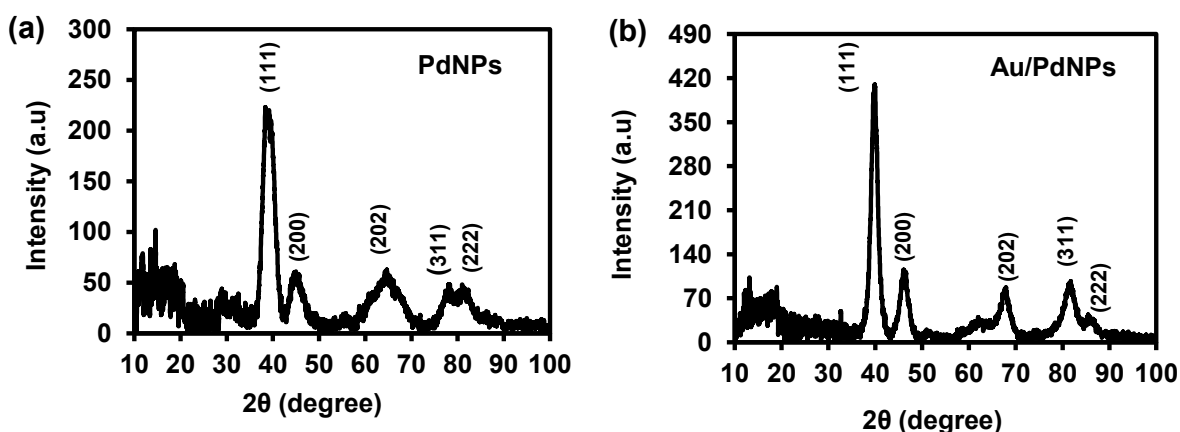 (a)
PdNPs
(111)
(200)
(202)
(311)
(222)
300
250
200
150
100
50
0
Intensity (a.u)
10 20 30 40 50 60 70 80 90 100
2θ (degree)
(b)
Au/PdNPs
(111)
(200)
(202)
(311)
(222)
490
420
350
280
210
140
70
0
Intensity (a.u)
10 20 30 40 50 60 70 80 90 100
2θ (degree)